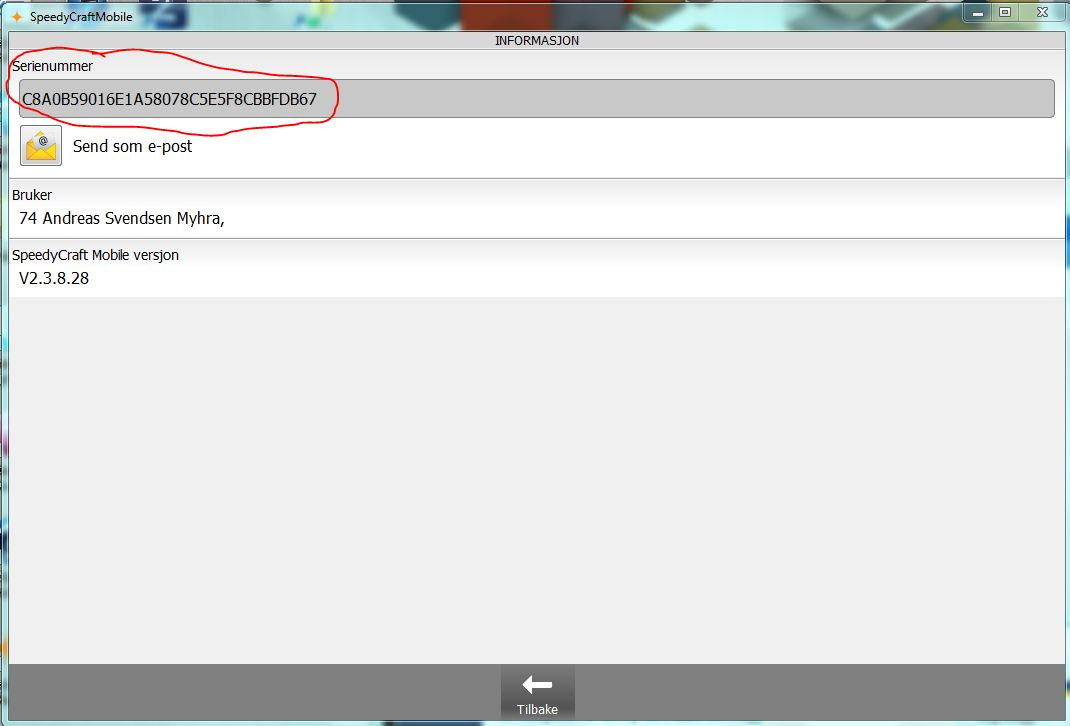 SpeedyCraftMobile
INFORMASJON
Serienummer
C8A0B59016E1A58078C5E5F8CBBFDB67
Send som e-post
Bruker
74 Andreas Svendsen Myhra,
SpeedyCraft Mobile versjon
V2.3.8.28
Tilbake